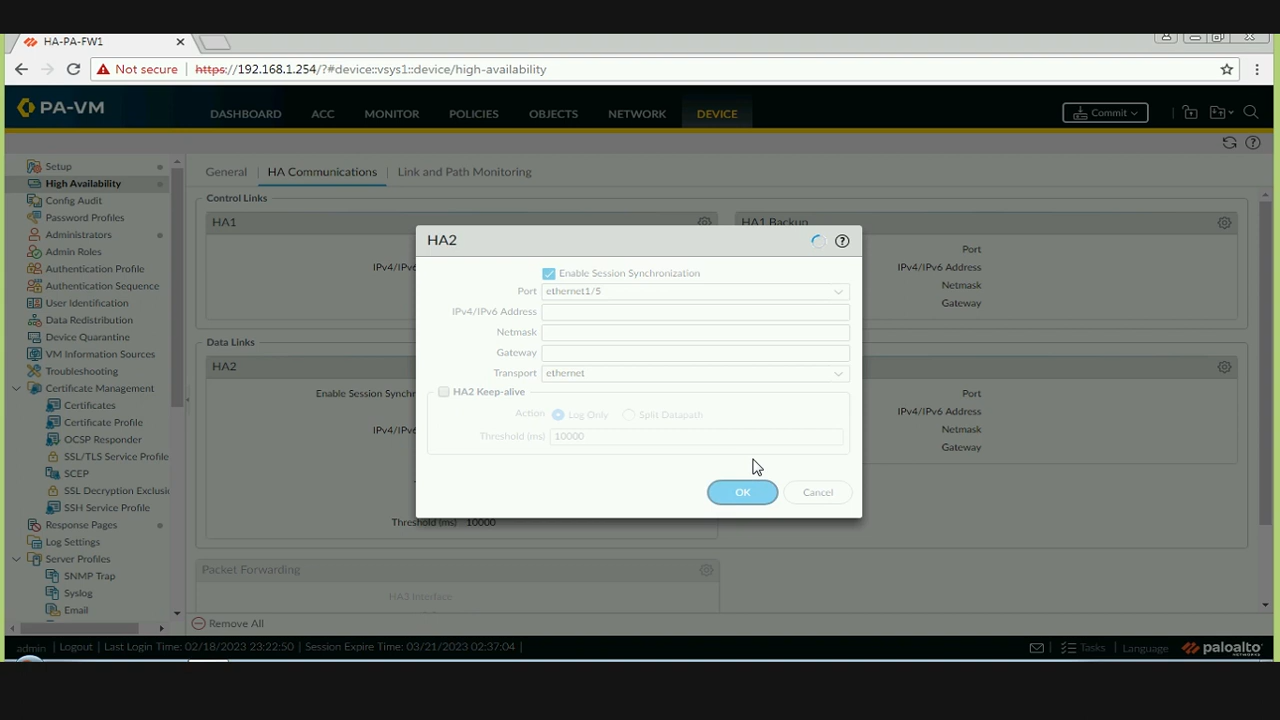 HA-PA-FW1
Not secure https://192.168.1.254/?#device::vsys1::device/high-availability
PA-VM DASHBOARD ACC MONITOR POLICIES OBJECTS NETWORK DEVICE Commit
Setup
High Availability
Config Audit
Password Profiles
Administrators
Admin Roles
Authentication Profile
Authentication Sequence
User Identification
Data Redistribution
Device Quarantine
VM Information Sources
Troubleshooting
Certificate Management
Certificates
Certificate Profile
OCSP Responder
SSL/TLS Service Profile
SCEP
SSL Decryption Exclusio
SSH Service Profile
Response Pages
Log Settings
Server Profiles
SNMP Trap
Syslog
Email
General HA Communications Link and Path Monitoring
Control Links
HA1
IPv4/IPv6
HA1 Backup
Port
IPv4/IPv6 Address
Netmask
Gateway
Data Links
HA2
Enable Session Synchr
IPv4/IPv6
Threshold (ms) 10000
Port
IPv4/IPv6 Address
Netmask
Gateway
Packet Forwarding
HA3 Interface
HA2
Enable Session Synchronization
Port ethernet1/5
IPv4/IPv6 Address
Netmask
Gateway
Transport ethernet
HA2 Keep-alive
Action Log Only Split Datapath
Threshold (ms) 10000
OK Cancel
Remove All
admin | Logout | Last Login Time: 02/18/2023 23:22:50 | Session Expire Time: 03/21/2023 02:37:04 |
Tasks | Language paloalto
NETWORKS